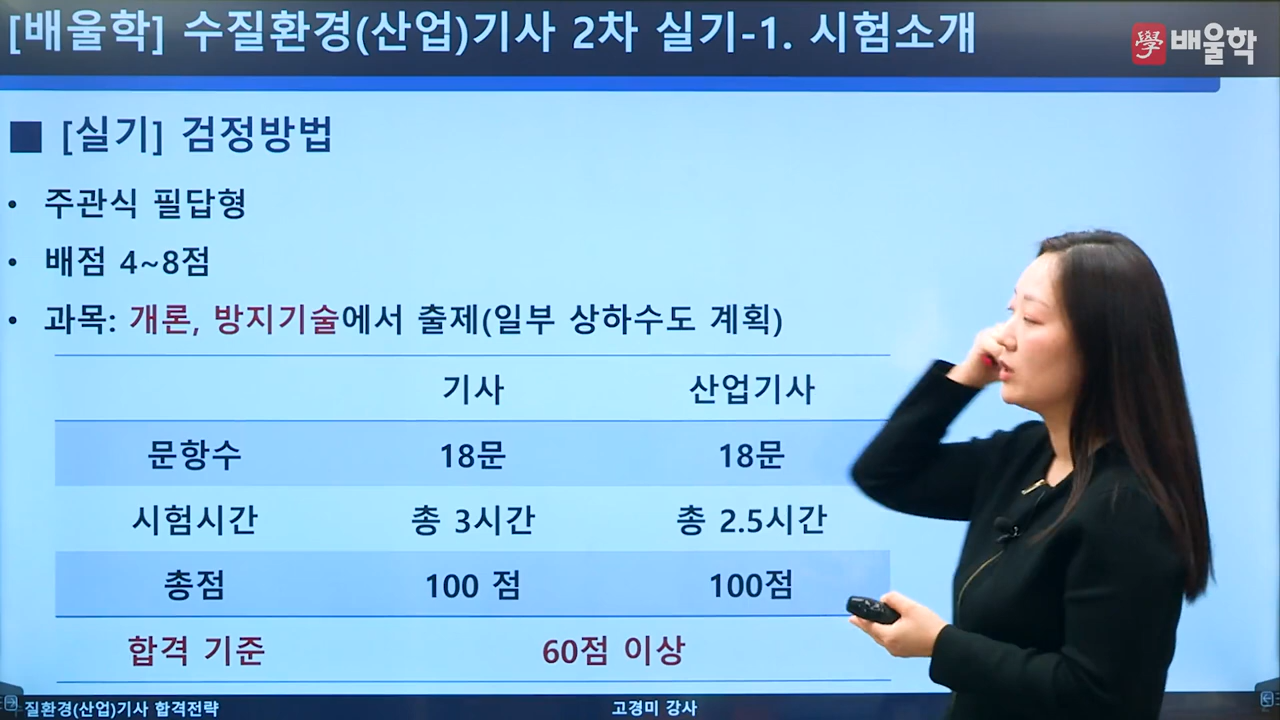 [배울학] 수질환경(산업)기사 2차 실기-1. 시험소개
學 배울학
■ [실기] 검정방법
• 주관식 필답형
• 배점 4~8점
• 과목: 개론, 방지기술에서 출제(일부 상하수도 계획)
기사 산업기사
문항수 18문 18문
시험시간 총 3시간 총 2.5시간
총점 100 점 100점
합격 기준 60점 이상
질환경(산업)기사 합격전략 고경미 강사